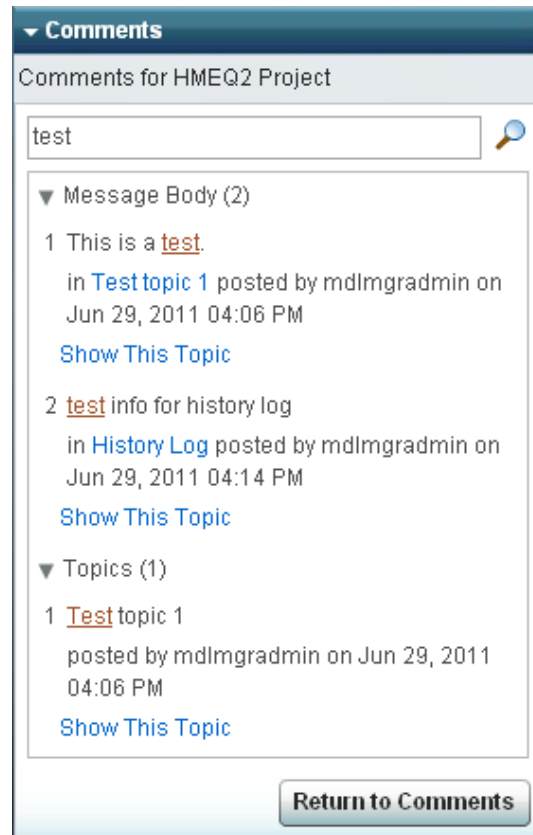 Comments
Comments for HMEQ2 Project
test
Message Body (2)
1 This is a test.
in Test topic 1 posted by mdlmgradmin on
Jun 29, 2011 04:06 PM
Show This Topic
2 test info for history log
in History Log posted by mdlmgradmin on
Jun 29, 2011 04:14 PM
Show This Topic
Topics (1)
1 Test topic 1
posted by mdlmgradmin on Jun 29, 2011
04:06 PM
Show This Topic
Return to Comments